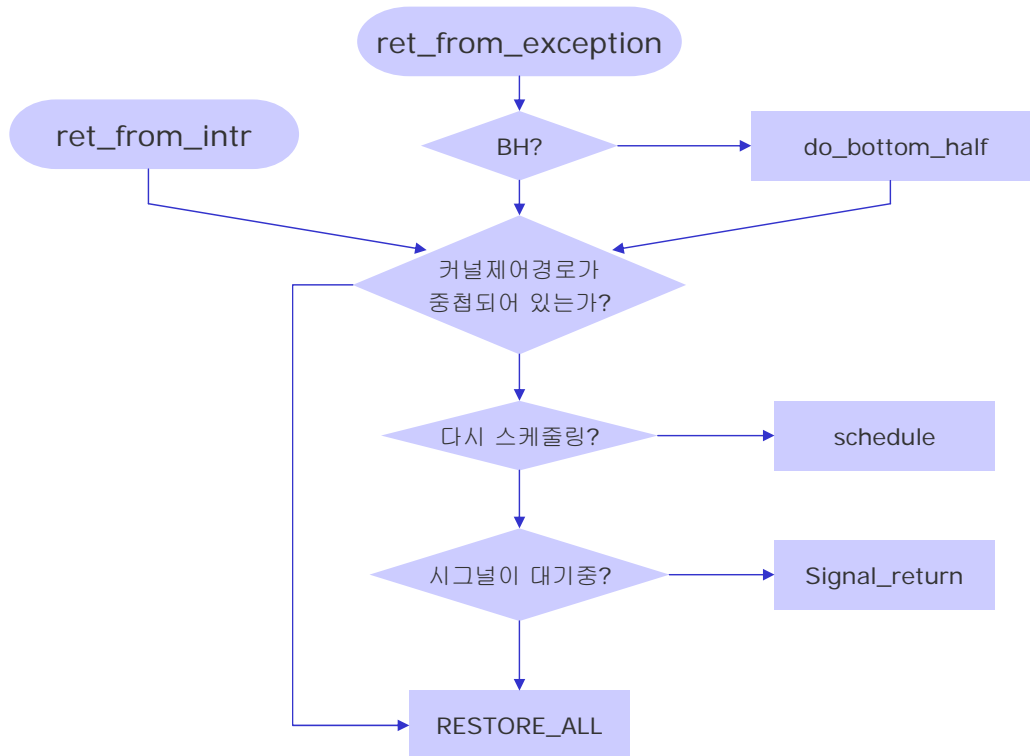 ret_from_exception
ret_from_intr
BH?
do_bottom_half
커널제어경로가
중첩되어 있는가?
다시 스케줄링?
schedule
시그널이 대기중?
Signal_return
RESTORE_ALL